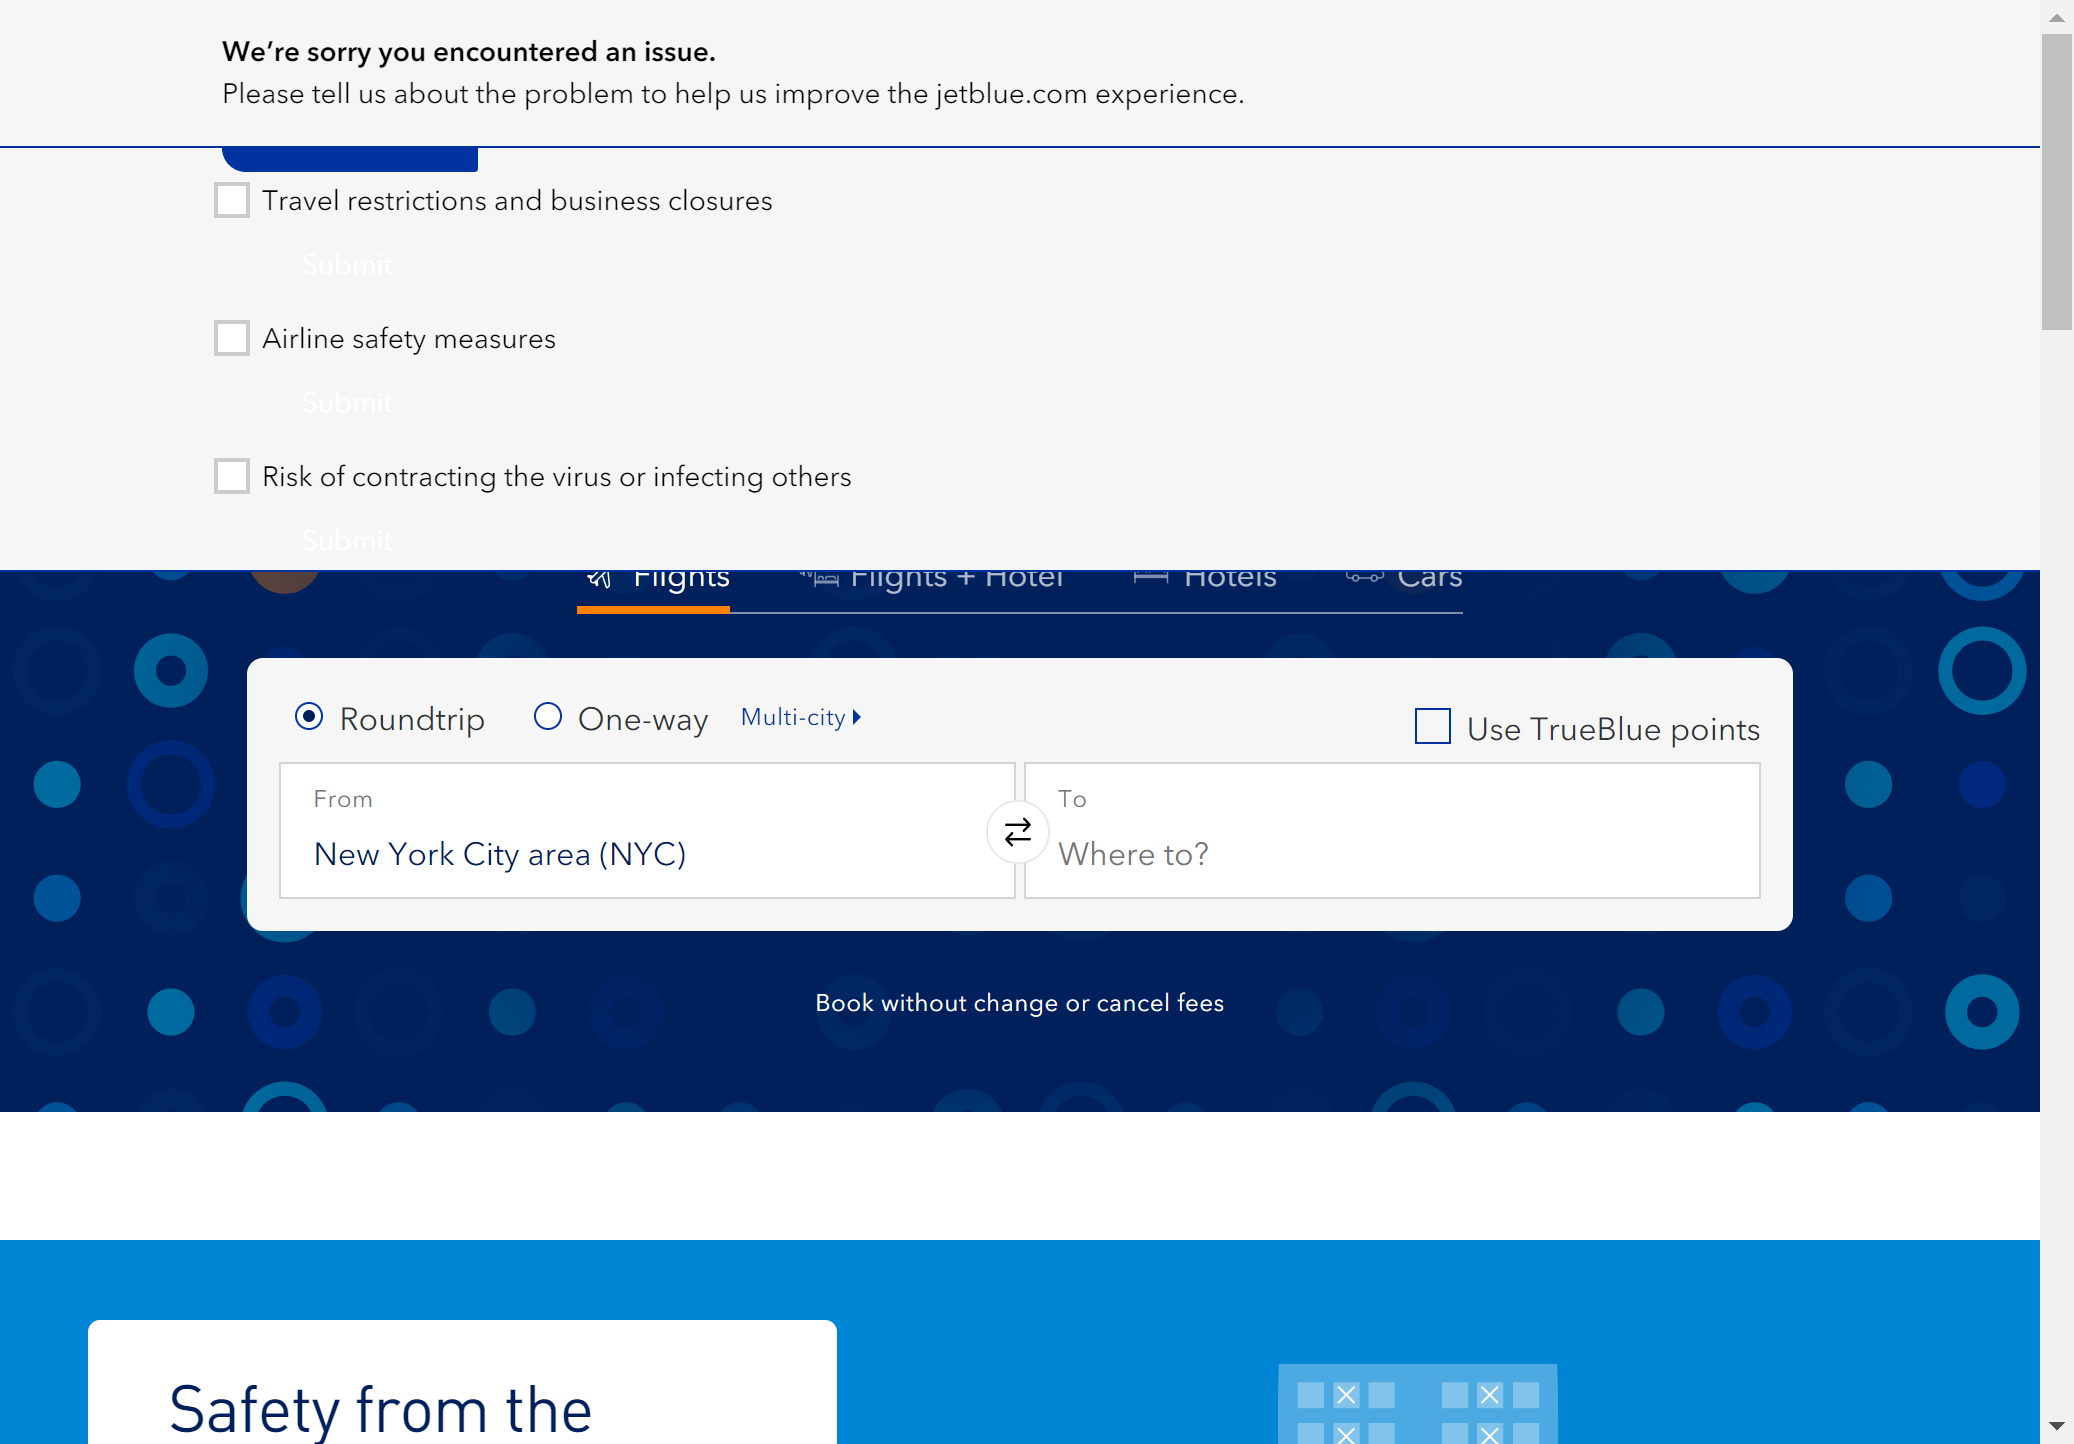 We’re sorry you encountered an issue.
Please tell us about the problem to help us improve the jetblue.com experience.
Travel restrictions and business closures
Submit
Airline safety measures
Submit
Risk of contracting the virus or infecting others
Submit
Flights Flights + Hotel Hotels Cars
Roundtrip One-way Multi-city Use TrueBlue points
From To
New York City area (NYC) Where to?
Book without change or cancel fees
Safety from the